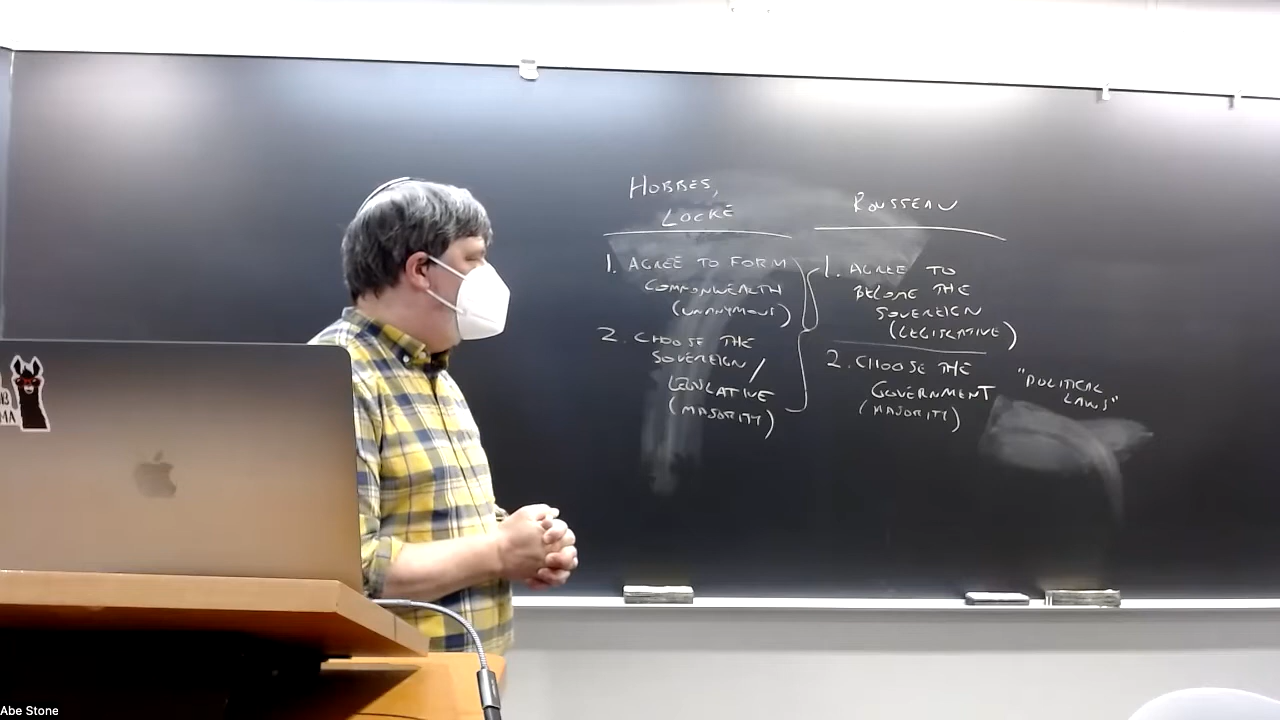 HOBBES,
LOCKE
1. AGREE TO FORM
COMMONWEALTH
(UNANYMOUS)
2. CHOOSE THE
SOVEREIGN /
LEGISLATIVE
(MAJORITY)
ROUSSEAU
1. AGREE TO
BECOME THE
SOVEREIGN
(LEGISLATIVE)
2. CHOOSE THE
GOVERNMENT
(MAJORITY)
"POLITICAL
LAWS"
B
MA
Abe Stone